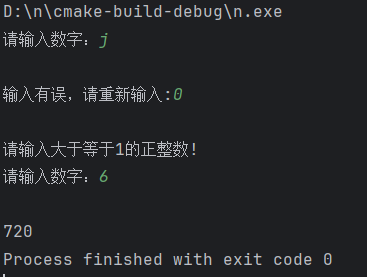 D:\n\cmake-build-debug\n.exe
请输入数字：j
输入有误，请重新输入:0
请输入大于等于1的正整数！
请输入数字：6
720
Process finished with exit code 0